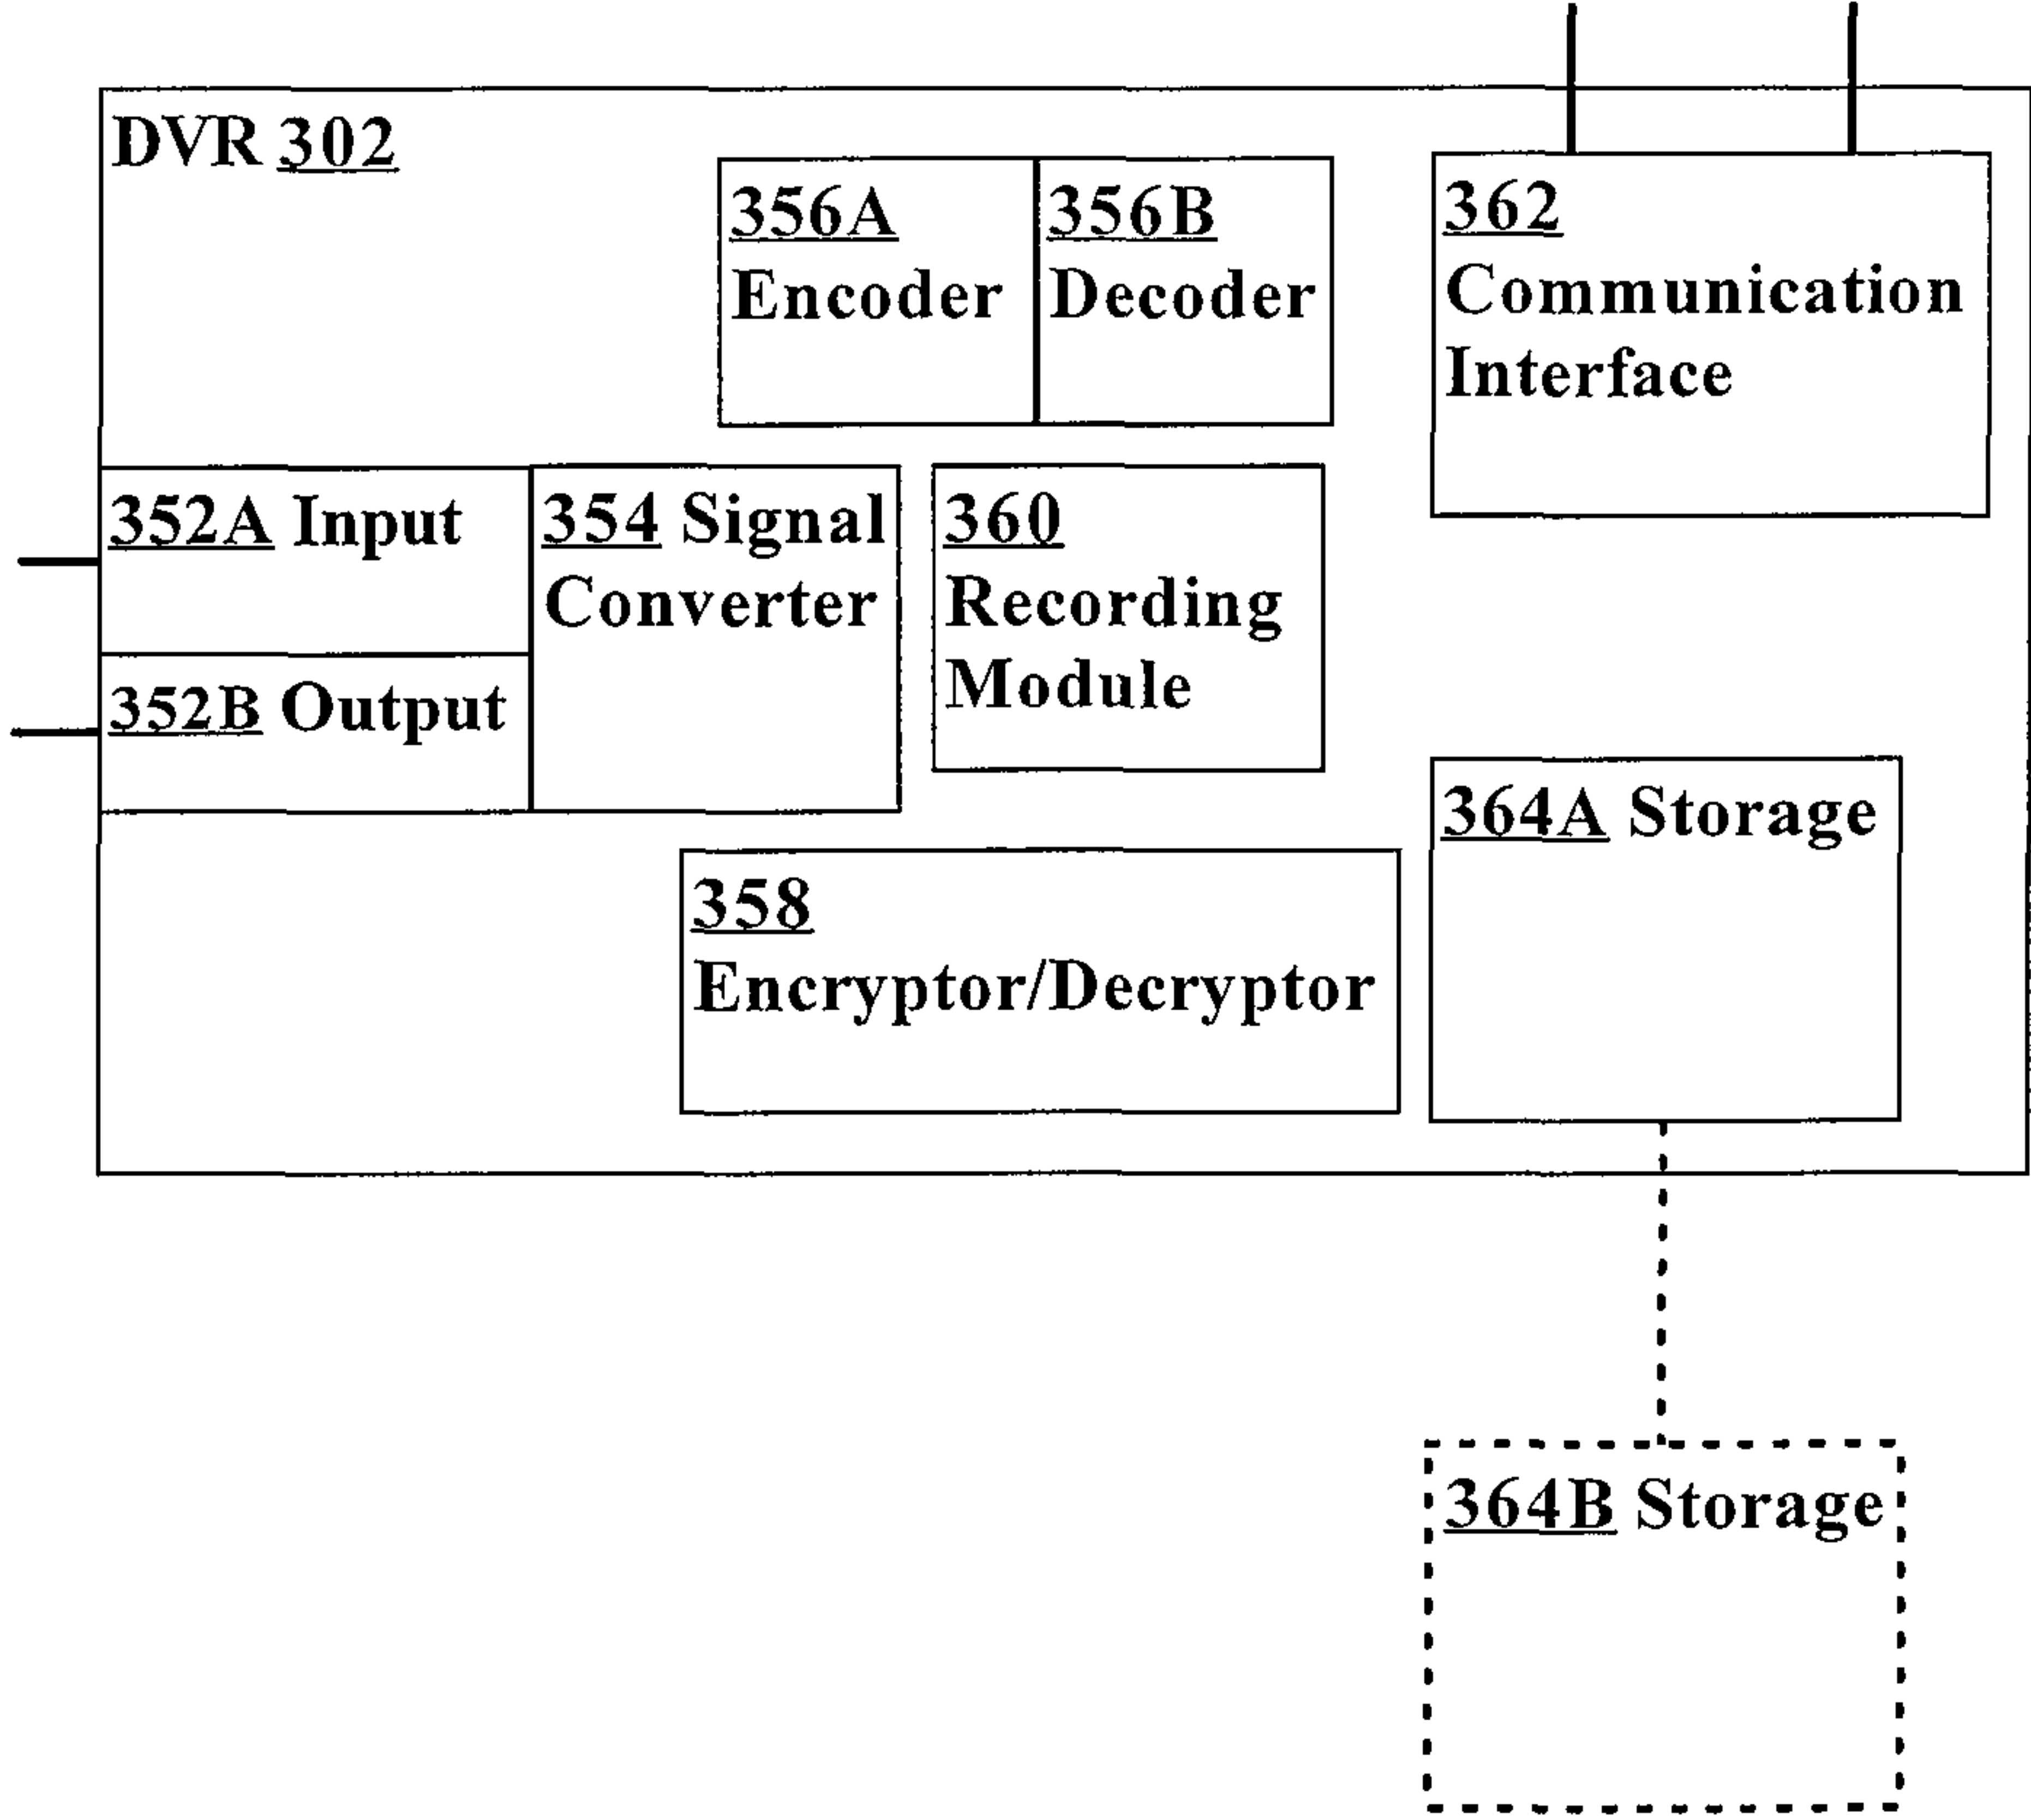 DVR 302
356A
Encoder
356B
Decoder
362
Communication
Interface
352A Input
352B Output
354 Signal
Converter
360
Recording
Module
358
Encryptor/Decryptor
364A Storage
364B Storage